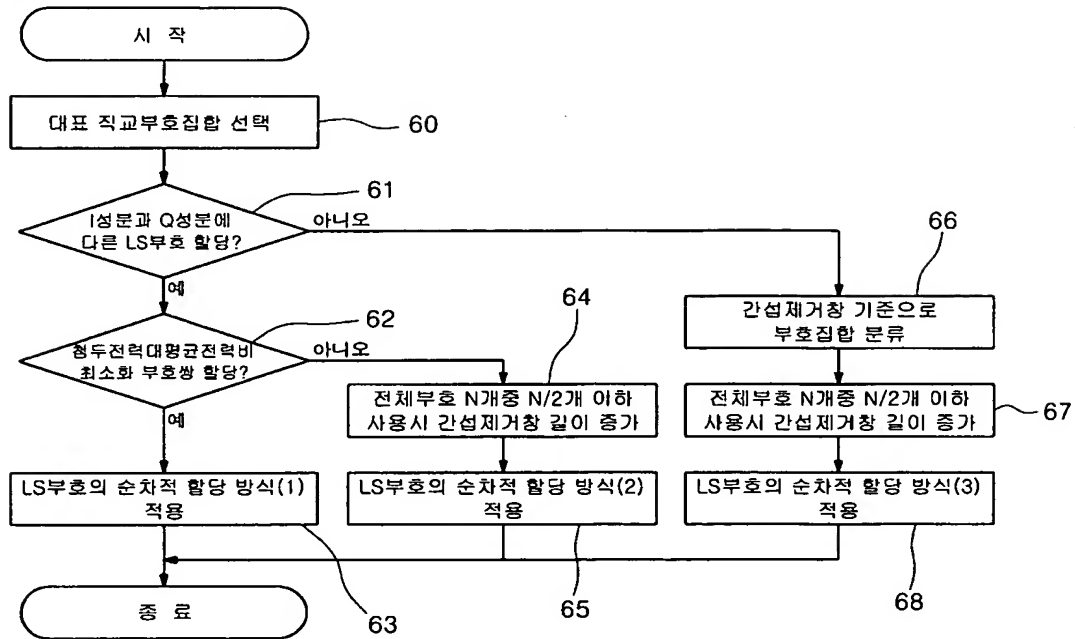 시 작
대표 직교부호집합 선택
60
61
I성분과 Q성분에
다른 LS부호 할당?
아니오
예
62
첨두전력대평균전력비
최소화 부호쌍 할당?
아니오
예
64
전체부호 N개중 N/2개 이하
사용시 간섭제거창 길이 증가
66
간섭제거창 기준으로
부호집합 분류
전체부호 N개중 N/2개 이하
사용시 간섭제거창 길이 증가
67
LS부호의 순차적 할당 방식(1)
적용
63
LS부호의 순차적 할당 방식(2)
적용
65
LS부호의 순차적 할당 방식(3)
적용
68
종 료